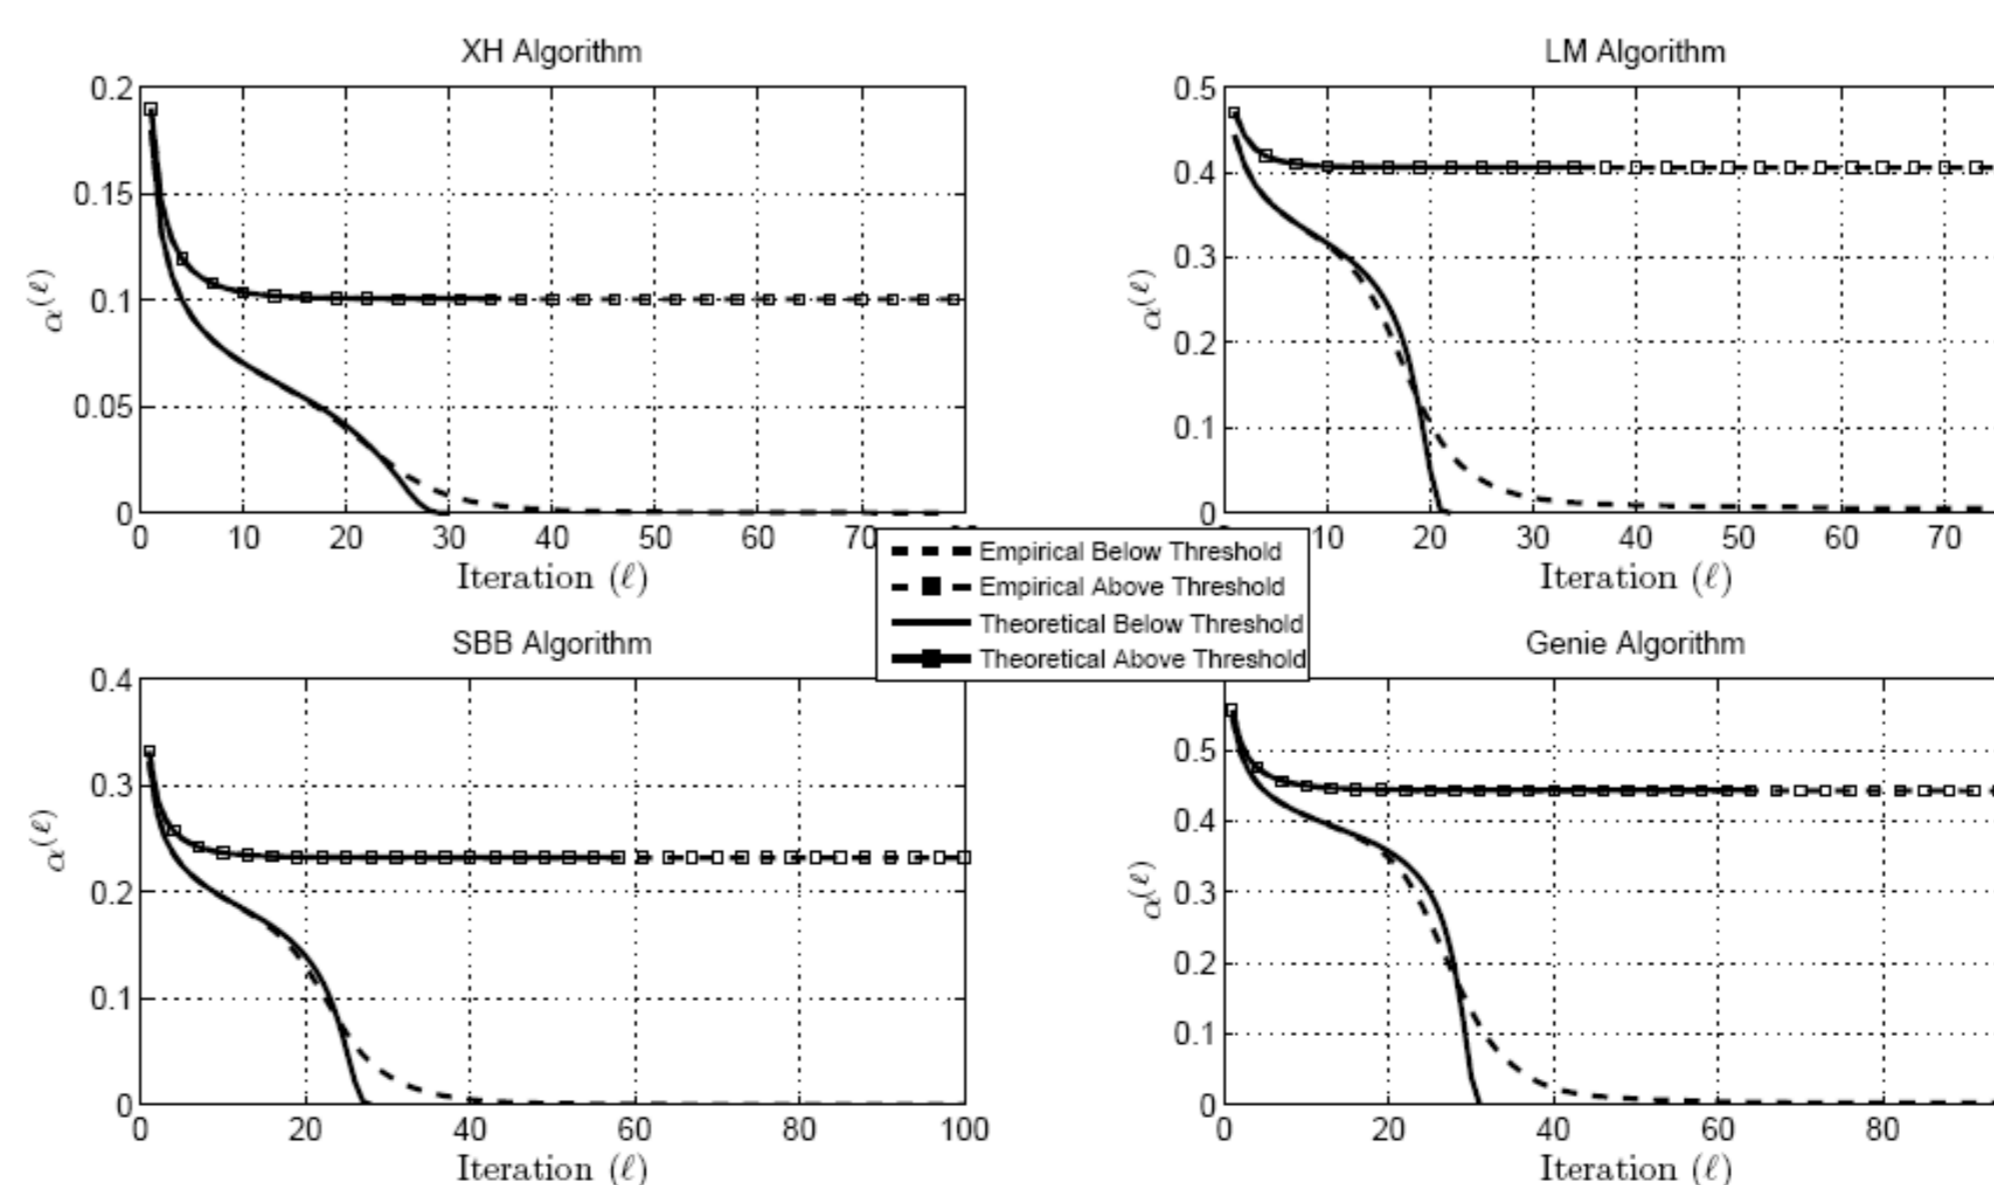 XH Algorithm
0.2
0.15
0.1
0.05
0
0 10 20 30 40 50 60 70
α(ℓ)
Iteration (ℓ)
LM Algorithm
0.5
0.4
0.3
0.2
0.1
0
10 20 30 40 50 60 70
α(ℓ)
Iteration (ℓ)
Empirical Below Threshold
Empirical Above Threshold
Theoretical Below Threshold
Theoretical Above Threshold
SBB Algorithm
0.4
0.3
0.2
0.1
0
0 20 40 60 80 100
α(ℓ)
Iteration (ℓ)
Genie Algorithm
0.5
0.4
0.3
0.2
0.1
0
0 20 40 60 80
α(ℓ)
Iteration (ℓ)